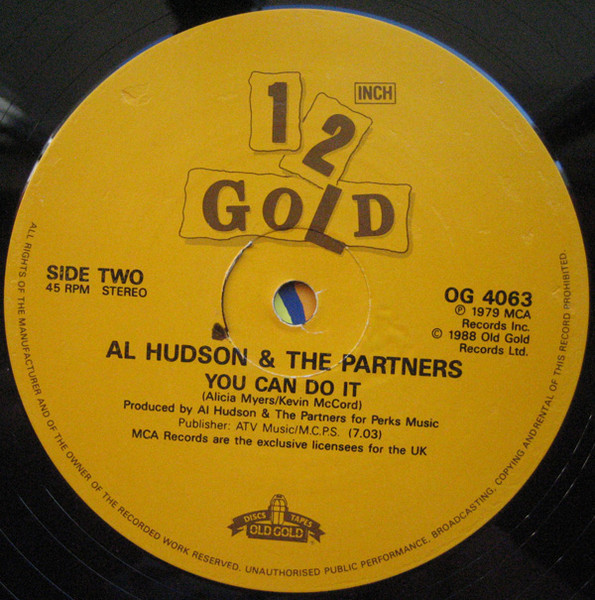 12 INCH
GOLD
SIDE TWO
45 RPM STEREO
OG 4063
Ⓟ 1979 MCA
Records Inc.
© 1988 Old Gold
Records Ltd.
AL HUDSON & THE PARTNERS
YOU CAN DO IT
(Alicia Myers/Kevin McCord)
Produced by Al Hudson & The Partners for Perks Music
Publisher: ATV Music/M.C.P.S. (7.03)
MCA Records are the exclusive licensees for the UK
DISCS TAPES
OLD GOLD
ALL RIGHTS OF THE MANUFACTURER AND OF THE OWNER OF THE RECORDED WORK RESERVED. UNAUTHORISED PUBLIC PERFORMANCE, BROADCASTING, COPYING AND RENTAL OF THIS RECORD PROHIBITED.